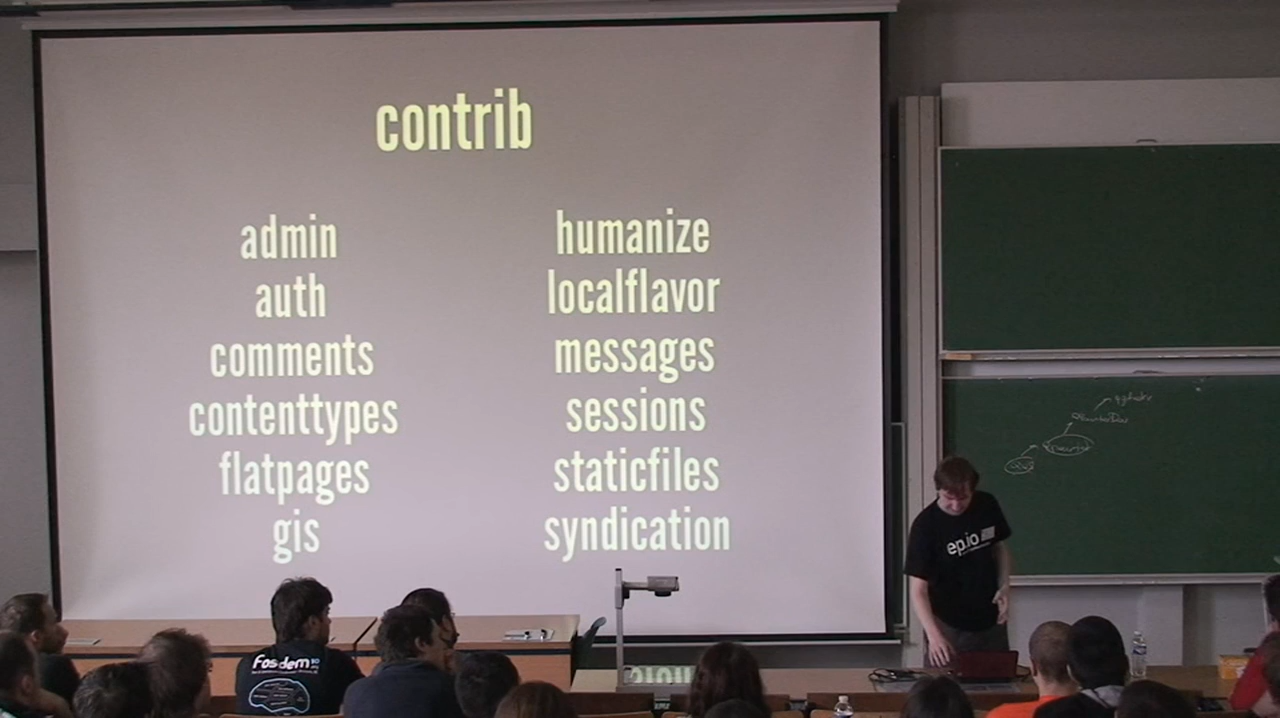 contrib
admin
auth
comments
contenttypes
flatpages
gis
humanize
localflavor
messages
sessions
staticfiles
syndication
ep.io
Fosdem